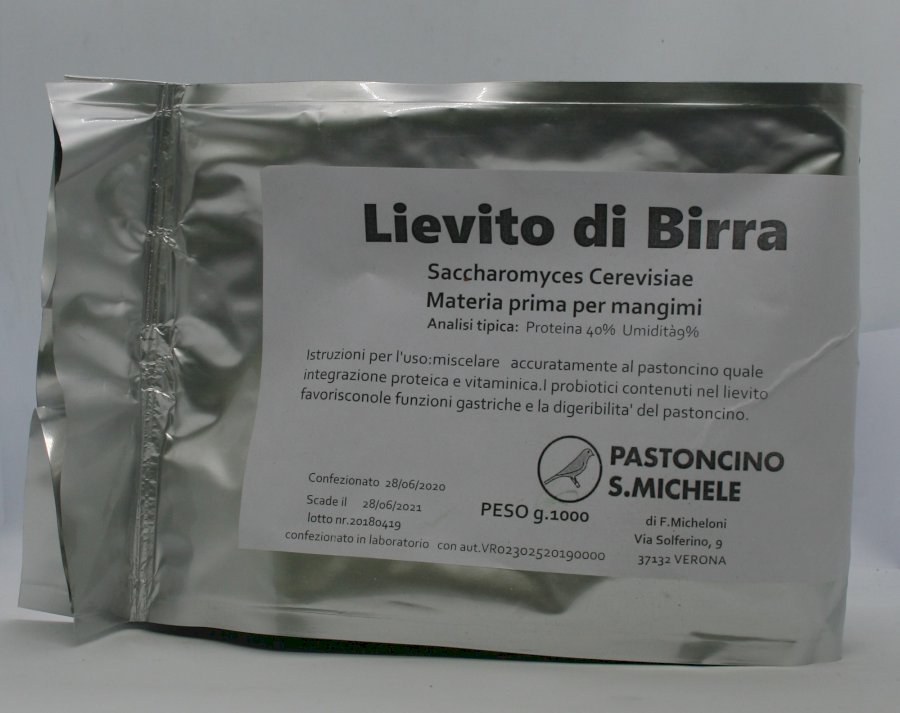 Lievito di Birra
Saccharomyces Cerevisiae
Materia prima per mangimi
Analisi tipica: Proteina 40% Umidità9%
Istruzioni per l'uso:miscelare accuratamente al pastoncino quale
integrazione proteica e vitaminica.I probiotici contenuti nel lievito
favorisconole funzioni gastriche e la digeribilita' del pastoncino.
PASTONCINO
S.MICHELE
Confezionato 28/06/2020
Scade il 28/06/2021
lotto nr.20180419
confezionato in laboratorio con aut.VR02302520190000
PESO g.1000
di F.Micheloni
Via Solferino, 9
37132 VERONA